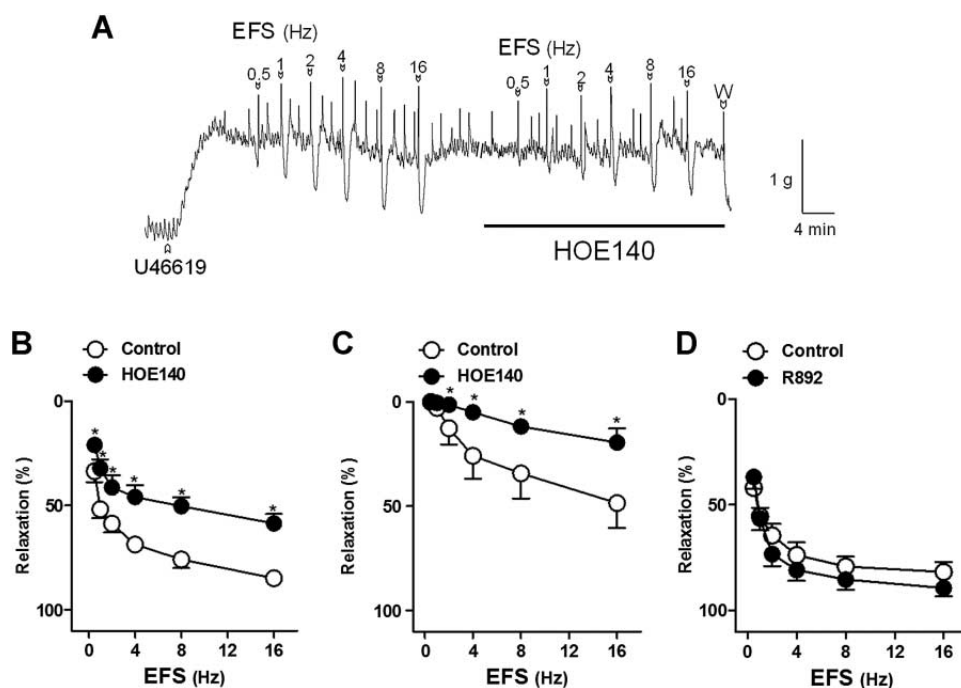 A
EFS (Hz)
0,5 1 2 4 8 16
EFS (Hz)
0,5 1 2 4 8 16 W
1 g
4 min
U46619
HOE140
B
Control
HOE140
Relaxation (%)
0
50
100
* * * * * *
0 4 8 12 16
EFS (Hz)
C
Control
HOE140
Relaxation (%)
0
50
100
* * * *
0 4 8 12 16
EFS (Hz)
D
Control
R892
Relaxation (%)
0
50
100
0 4 8 12 16
EFS (Hz)